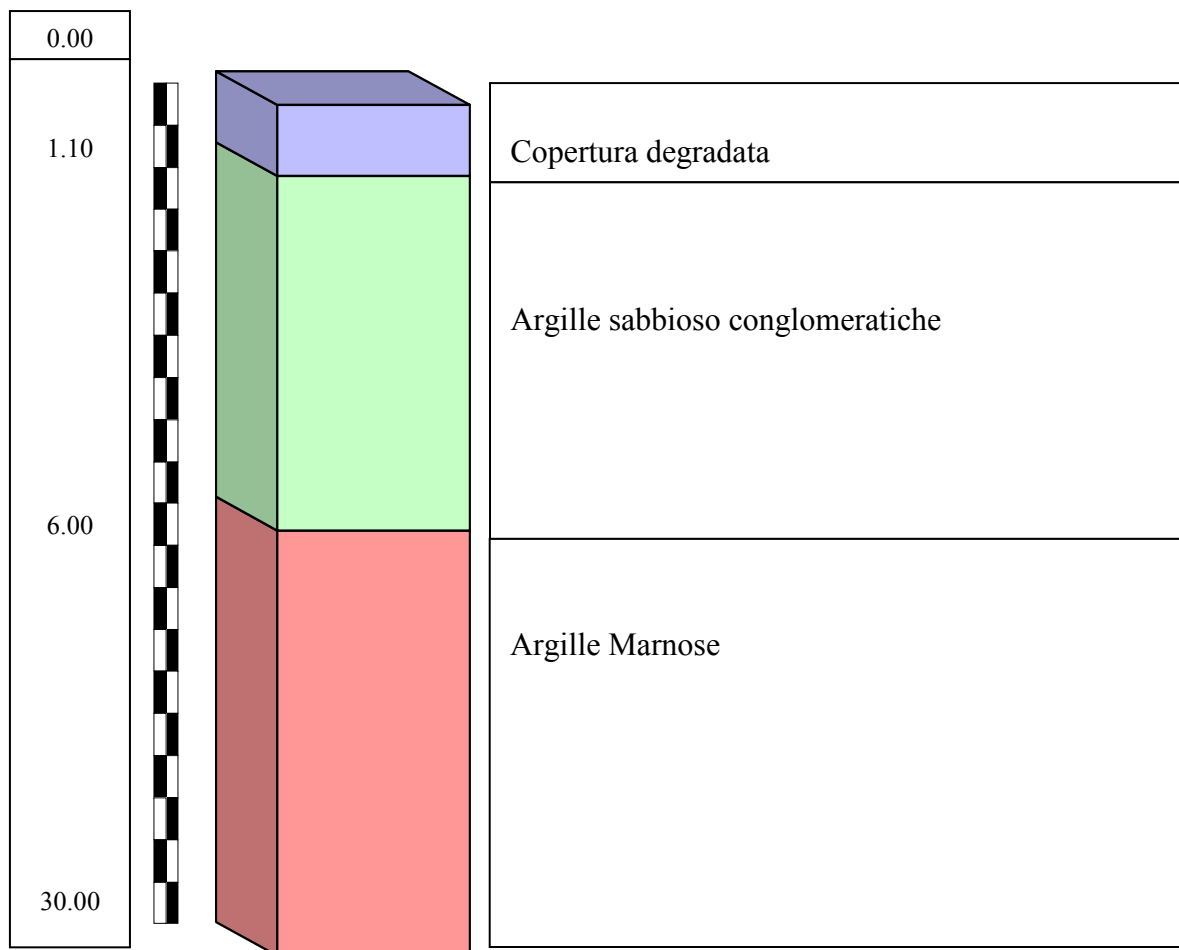 0.00
1.10
Copertura degradata
Argille sabbioso conglomeratiche
6.00
Argille Marnose
30.00